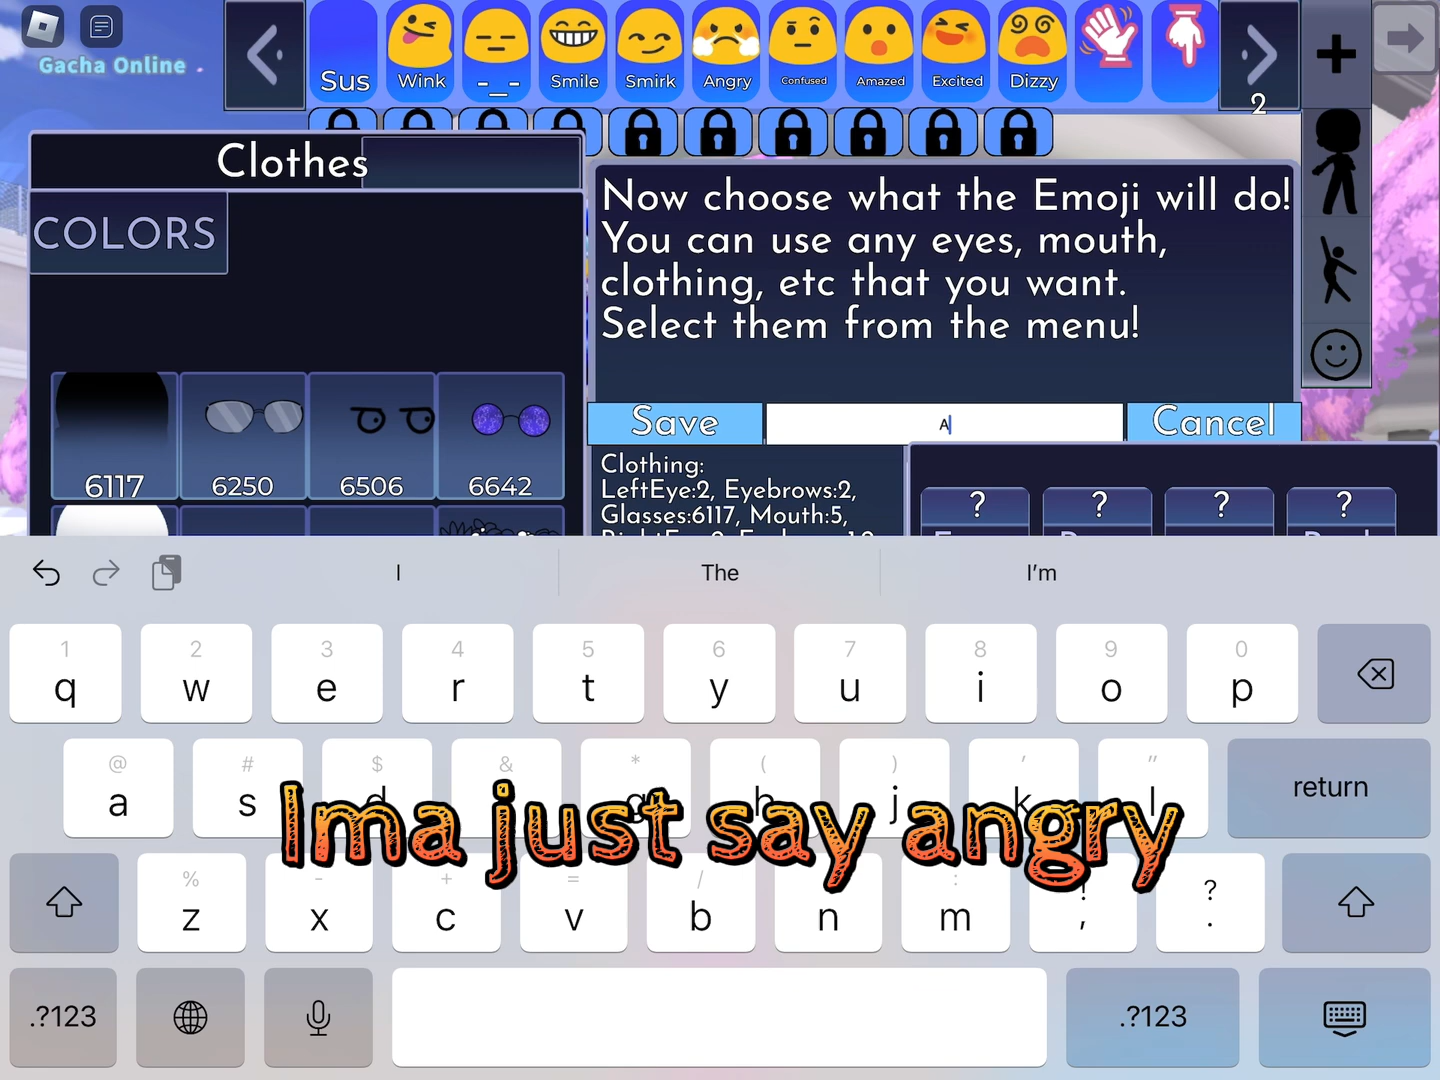 Gacha Online
Sus
Wink
-_-
Smile
Smirk
Angry
Confused
Amazed
Excited
Dizzy
2
Clothes
COLORS
6117
6250
6506
6642
Now choose what the Emoji will do!
You can use any eyes, mouth,
clothing, etc that you want.
Select them from the menu!
Save
A
Cancel
Clothing:
LeftEye:2, Eyebrows:2,
Glasses:6117, Mouth:5,
? ? ? ?
I
The
I'm
1 2 3 4 5 6 7 8 9 0
q w e r t y u i o p
@ # $ & * ( ) ' "
a s d g h j k l return
Ima just say angry
% - + = / : ! ?
z x c v b n m , .
.?123
.?123